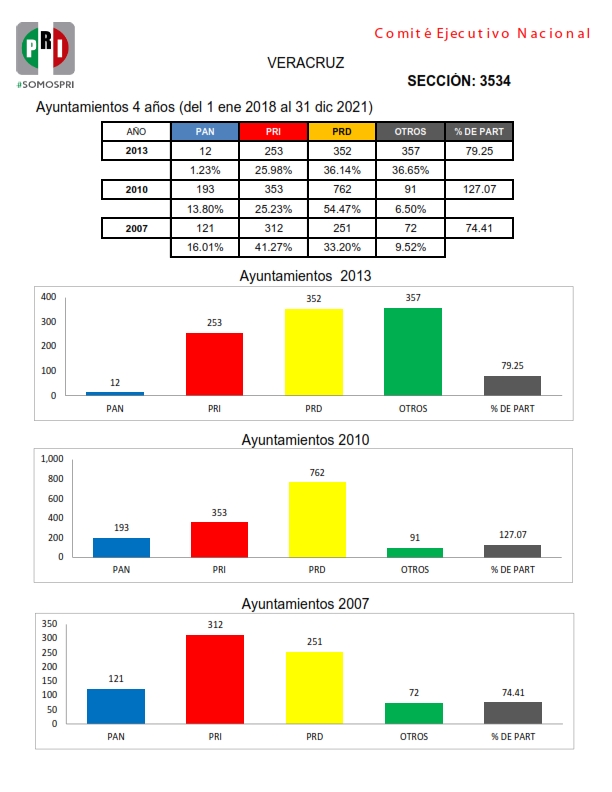 Comité Ejecutivo Nacional
PRI
#SOMOSPRI
VERACRUZ
SECCIÓN: 3534
Ayuntamientos 4 años (del 1 ene 2018 al 31 dic 2021)
AÑO PAN PRI PRD OTROS % DE PART
2013 12 253 352 357 79.25
1.23% 25.98% 36.14% 36.65%
2010 193 353 762 91 127.07
13.80% 25.23% 54.47% 6.50%
2007 121 312 251 72 74.41
16.01% 41.27% 33.20% 9.52%
Ayuntamientos 2013
400
300
200
100
0
12 253 352 357 79.25
PAN PRI PRD OTROS % DE PART
Ayuntamientos 2010
1,000
800
600
400
200
0
193 353 762 91 127.07
PAN PRI PRD OTROS % DE PART
Ayuntamientos 2007
350
300
250
200
150
100
50
0
121 312 251 72 74.41
PAN PRI PRD OTROS % DE PART